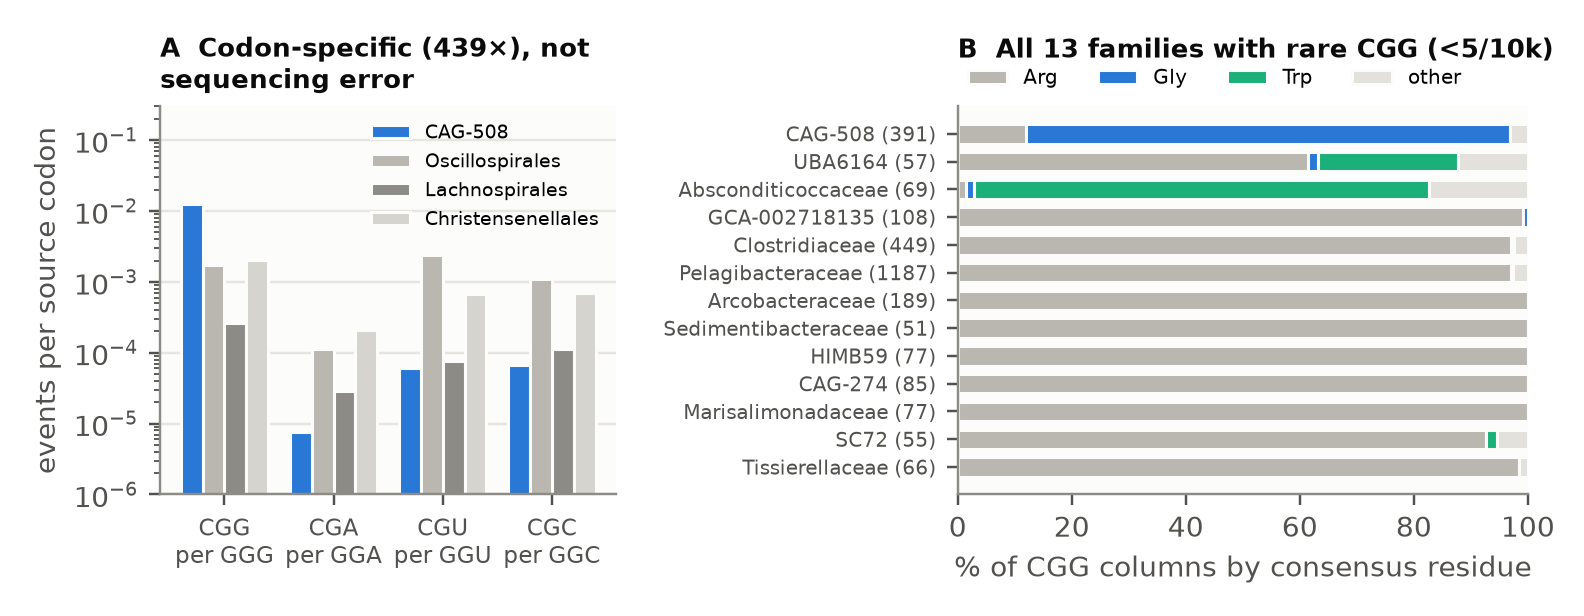 A Codon-specific (439×), not
sequencing error
CAG-508
Oscillospirales
Lachnospirales
Christensenellales
events per source codon
10⁻¹
10⁻²
10⁻³
10⁻⁴
10⁻⁵
10⁻⁶
CGG
per GGG
CGA
per GGA
CGU
per GGU
CGC
per GGC
B All 13 families with rare CGG (<5/10k)
Arg Gly Trp other
CAG-508 (391)
UBA6164 (57)
Absconditicoccaceae (69)
GCA-002718135 (108)
Clostridiaceae (449)
Pelagibacteraceae (1187)
Arcobacteraceae (189)
Sedimentibacteraceae (51)
HIMB59 (77)
CAG-274 (85)
Marisalimonadaceae (77)
SC72 (55)
Tissierellaceae (66)
0 20 40 60 80 100
% of CGG columns by consensus residue